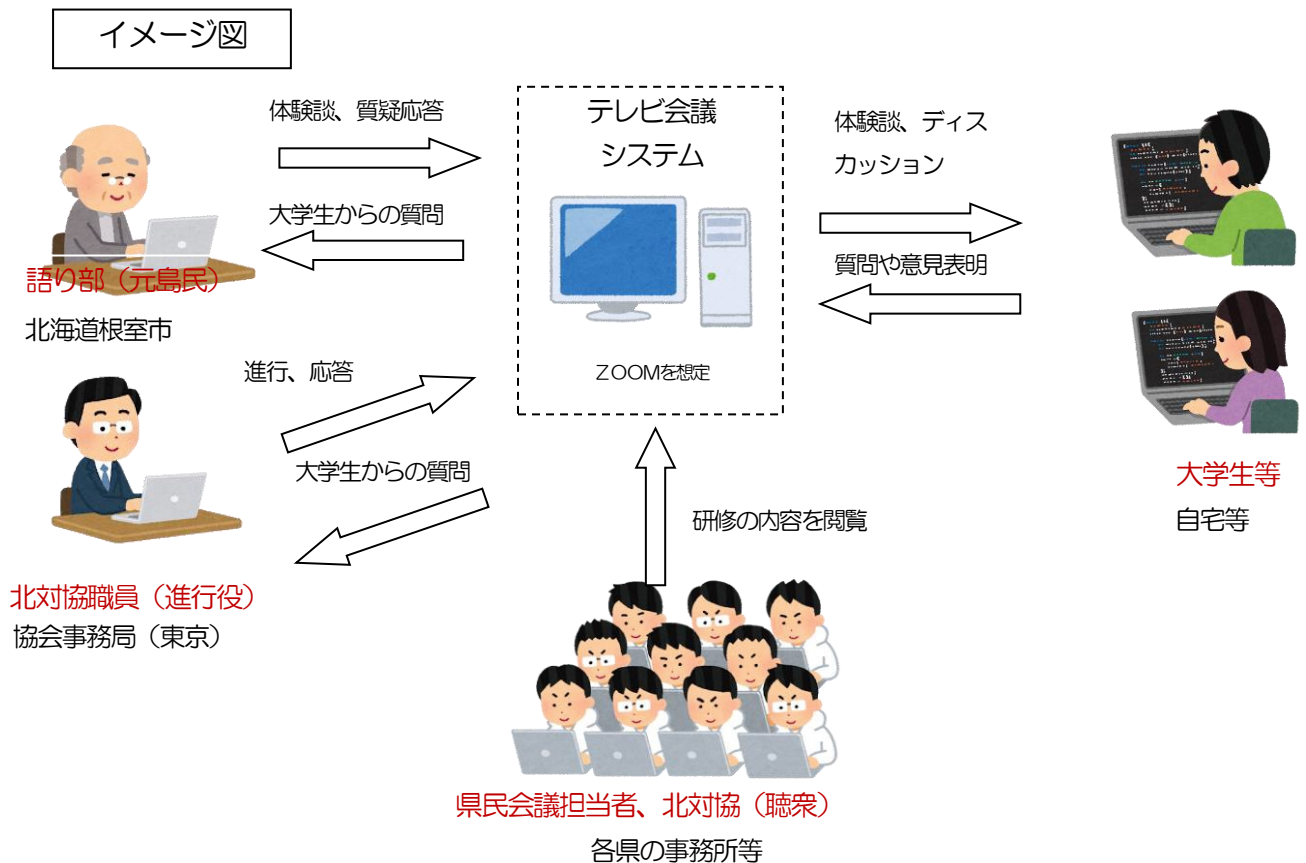 イメージ図
体験談、質疑応答
大学生からの質問
語り部（元島民）
北海道根室市
テレビ会議
システム
ZOOMを想定
体験談、ディス
カッション
質問や意見表明
大学生等
自宅等
進行、応答
大学生からの質問
北対協職員（進行役）
協会事務局（東京）
研修の内容を閲覧
県民会議担当者、北対協（聴衆）
各県の事務所等